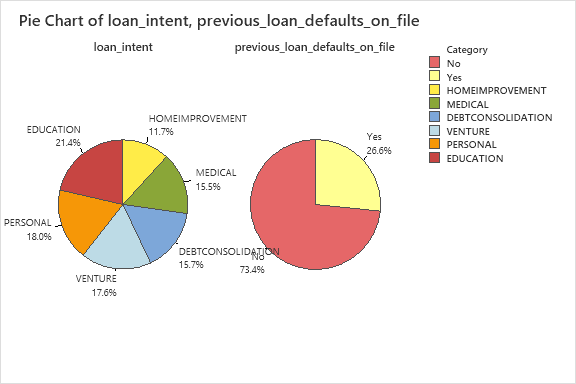 Pie Chart of loan_intent, previous_loan_defaults_on_file
loan_intent
previous_loan_defaults_on_file
Category
No
Yes
HOMEIMPROVEMENT
MEDICAL
DEBTCONSOLIDATION
VENTURE
PERSONAL
EDUCATION
HOMEIMPROVEMENT
11.7%
MEDICAL
15.5%
DEBTCONSOLIDATION
15.7%
VENTURE
17.6%
PERSONAL
18.0%
EDUCATION
21.4%
Yes
26.6%
No
73.4%